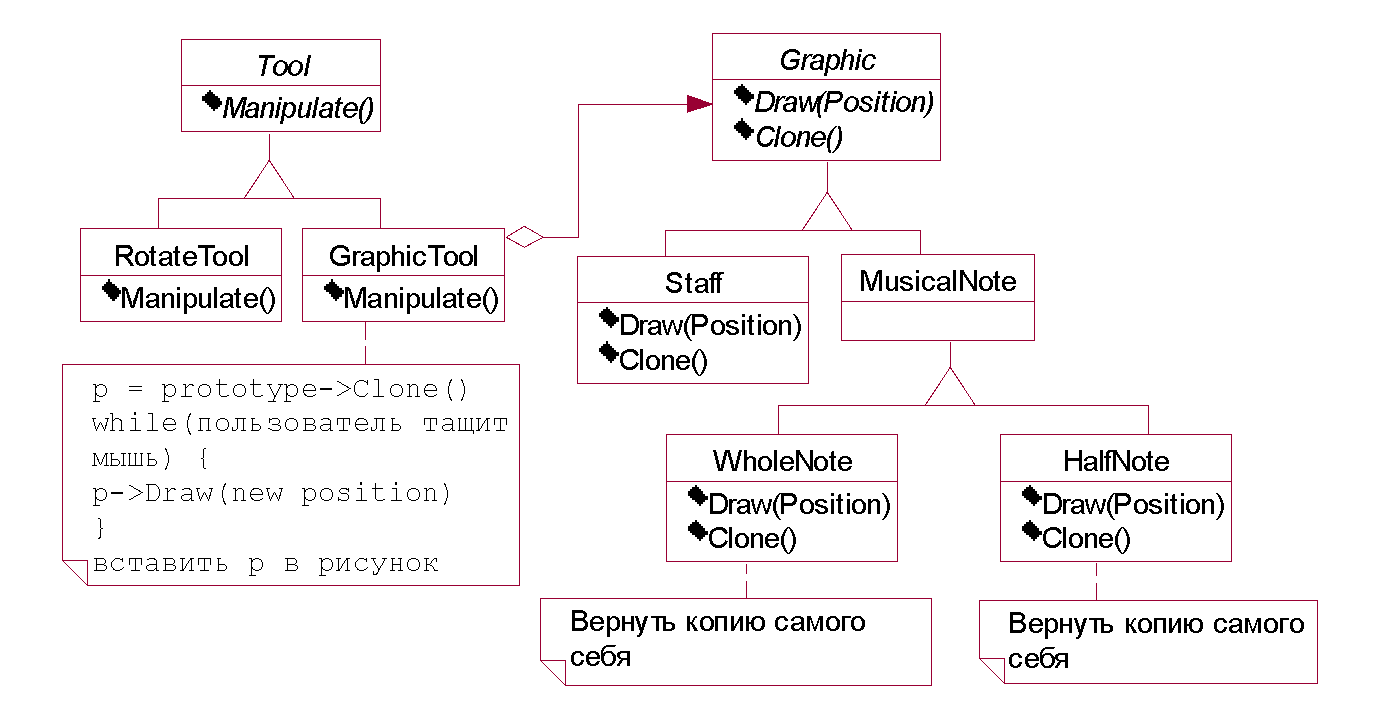 Tool
Manipulate()
Graphic
Draw(Position)
Clone()
RotateTool
Manipulate()
GraphicTool
Manipulate()
Staff
Draw(Position)
Clone()
MusicalNote
p = prototype->Clone()
while(пользователь тащит
мышь) {
p->Draw(new position)
}
вставить p в рисунок
WholeNote
Draw(Position)
Clone()
HalfNote
Draw(Position)
Clone()
Вернуть копию самого
себя
Вернуть копию самого
себя